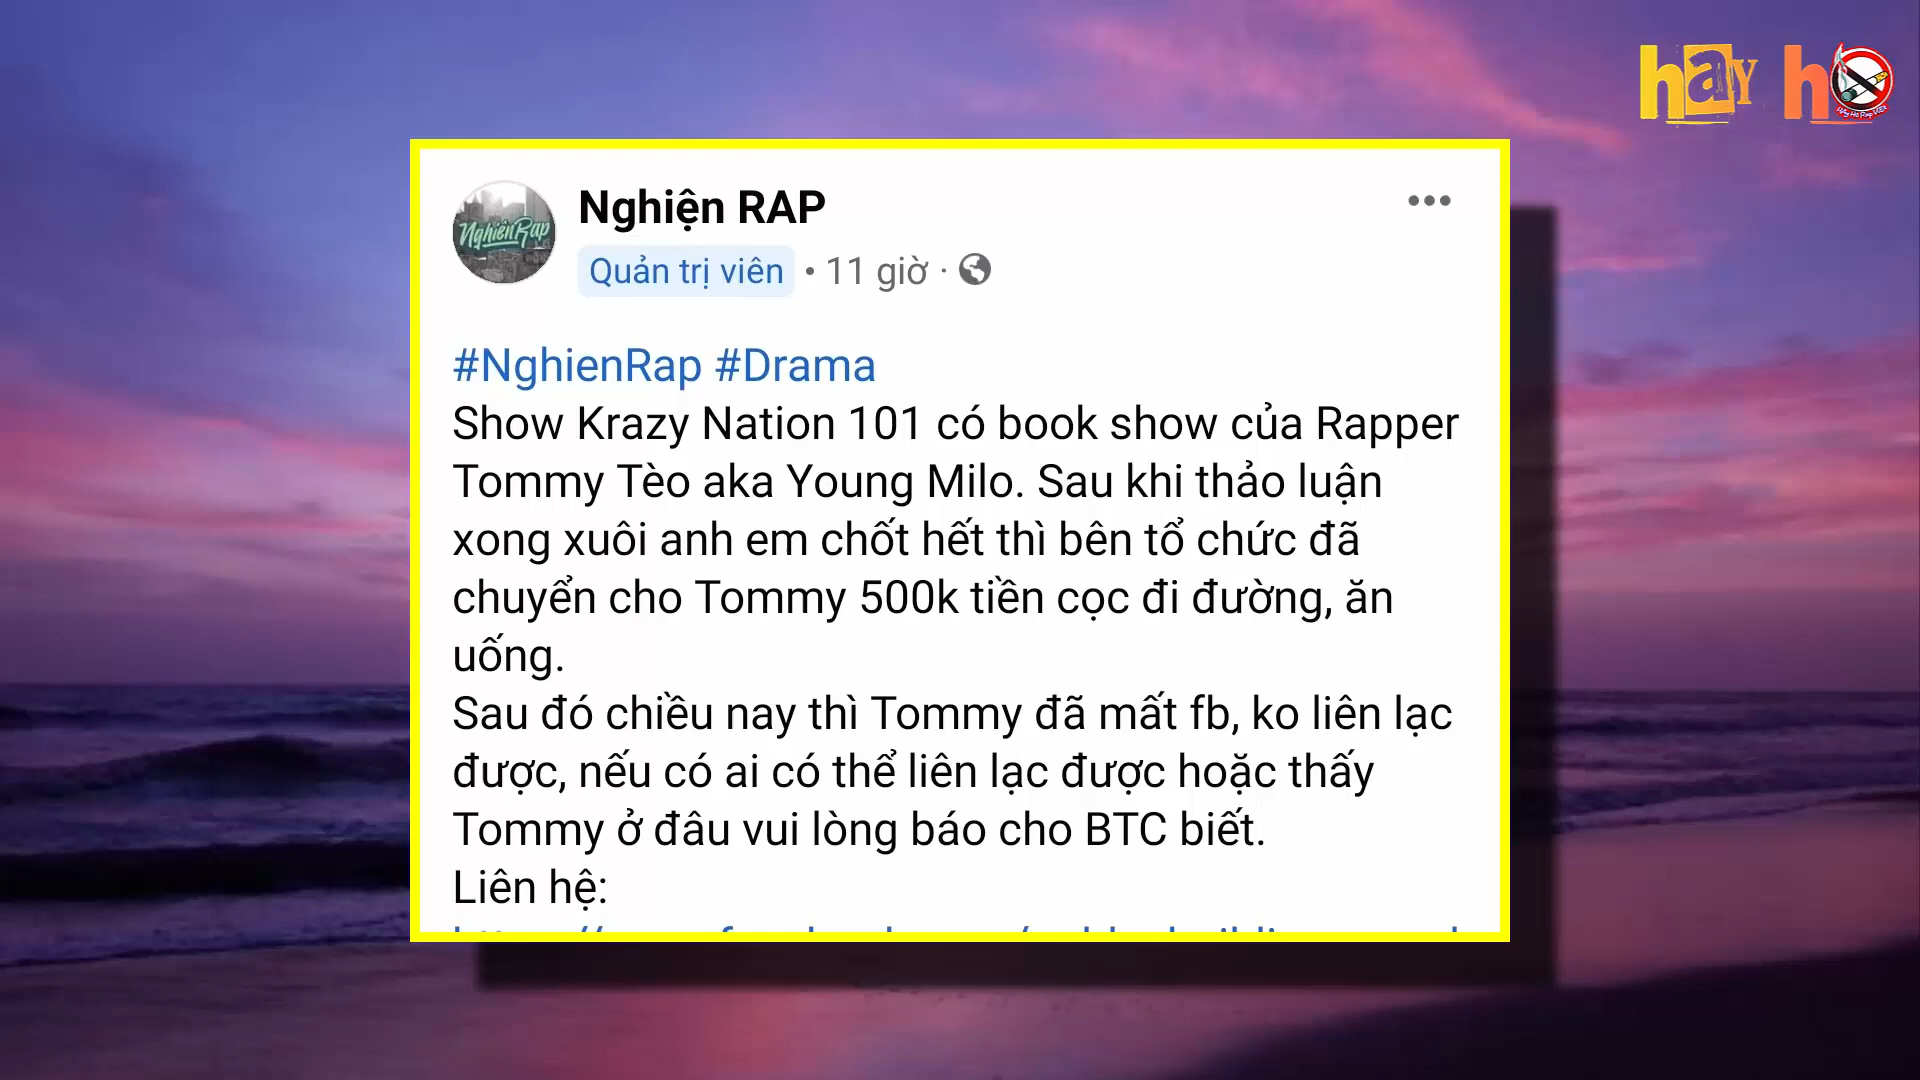 hay ho
Nghiện RAP
NghiệnRap
Quản trị viên • 11 giờ ·
#NghienRap #Drama
Show Krazy Nation 101 có book show của Rapper
Tommy Tèo aka Young Milo. Sau khi thảo luận
xong xuôi anh em chốt hết thì bên tổ chức đã
chuyển cho Tommy 500k tiền cọc đi đường, ăn
uống.
Sau đó chiều nay thì Tommy đã mất fb, ko liên lạc
được, nếu có ai có thể liên lạc được hoặc thấy
Tommy ở đâu vui lòng báo cho BTC biết.
Liên hệ: